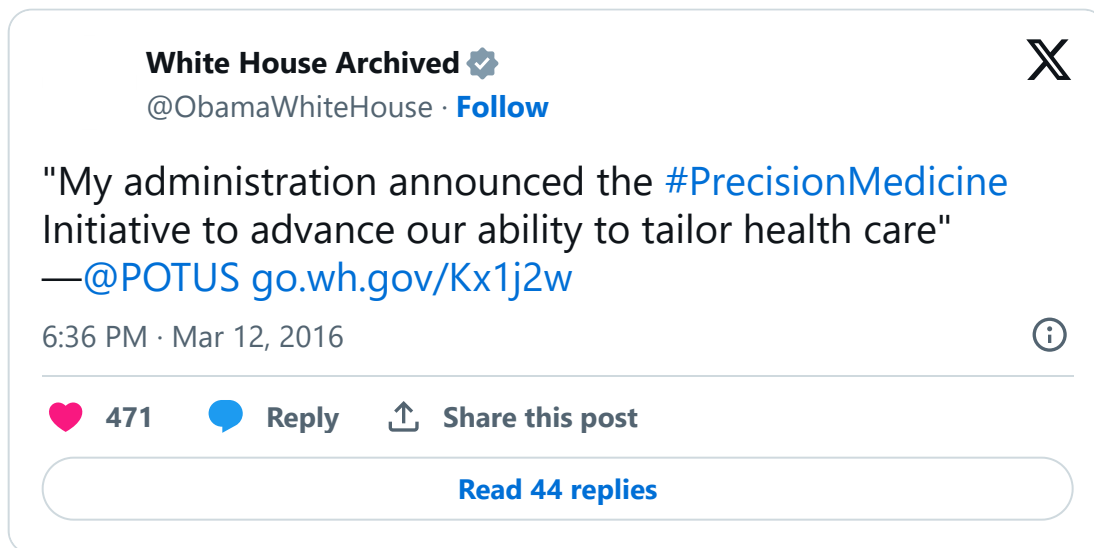 White House Archived
@ObamaWhiteHouse · Follow
"My administration announced the #PrecisionMedicine
Initiative to advance our ability to tailor health care"
—@POTUS go.wh.gov/Kx1j2w
6:36 PM · Mar 12, 2016
471 Reply Share this post
Read 44 replies